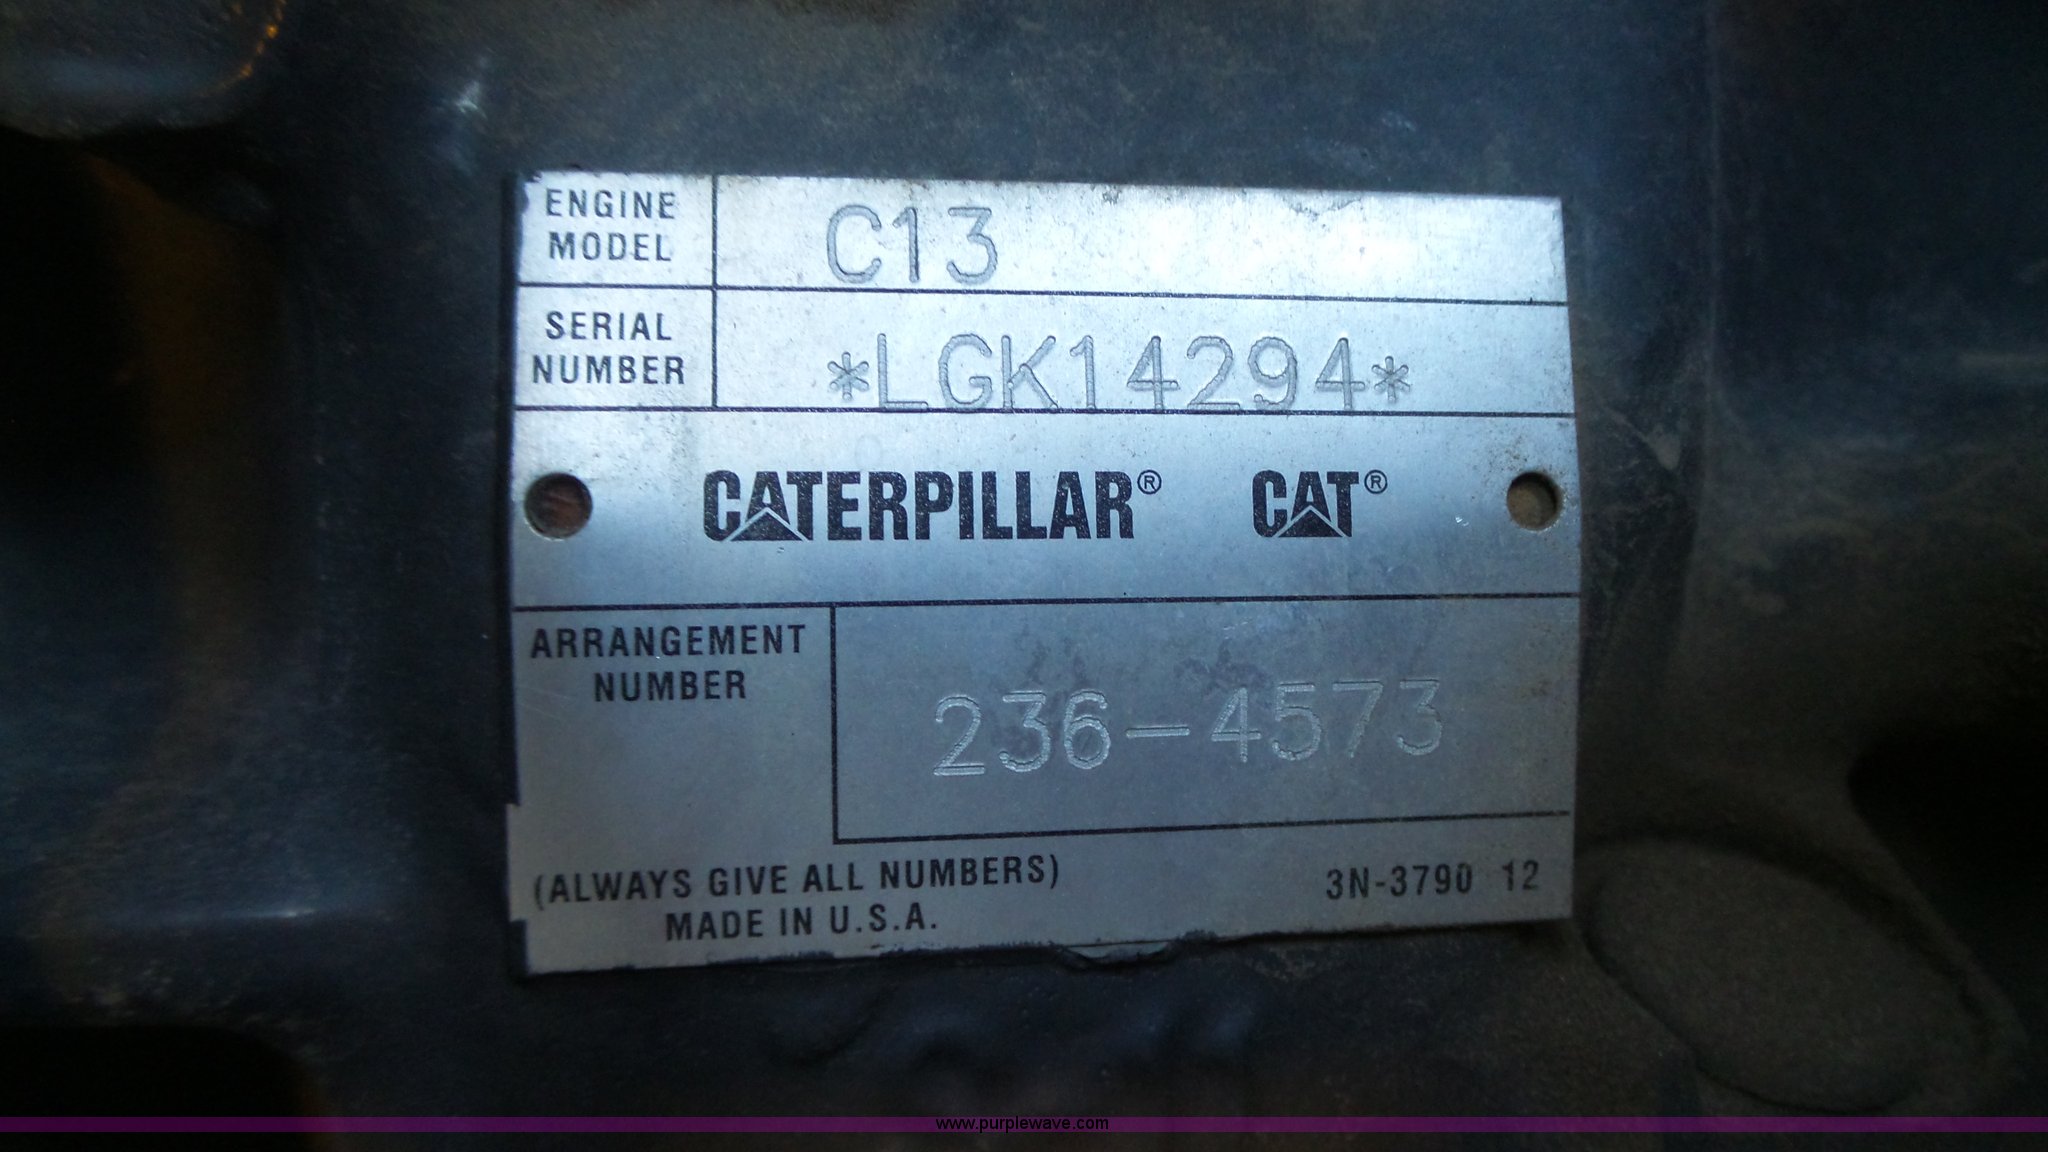 ENGINE MODEL C13
SERIAL NUMBER *LGK14294*
CATERPILLAR® CAT®
ARRANGEMENT NUMBER 236-4573
(ALWAYS GIVE ALL NUMBERS) 3N-3790 12
MADE IN U.S.A.
www.purplewave.com